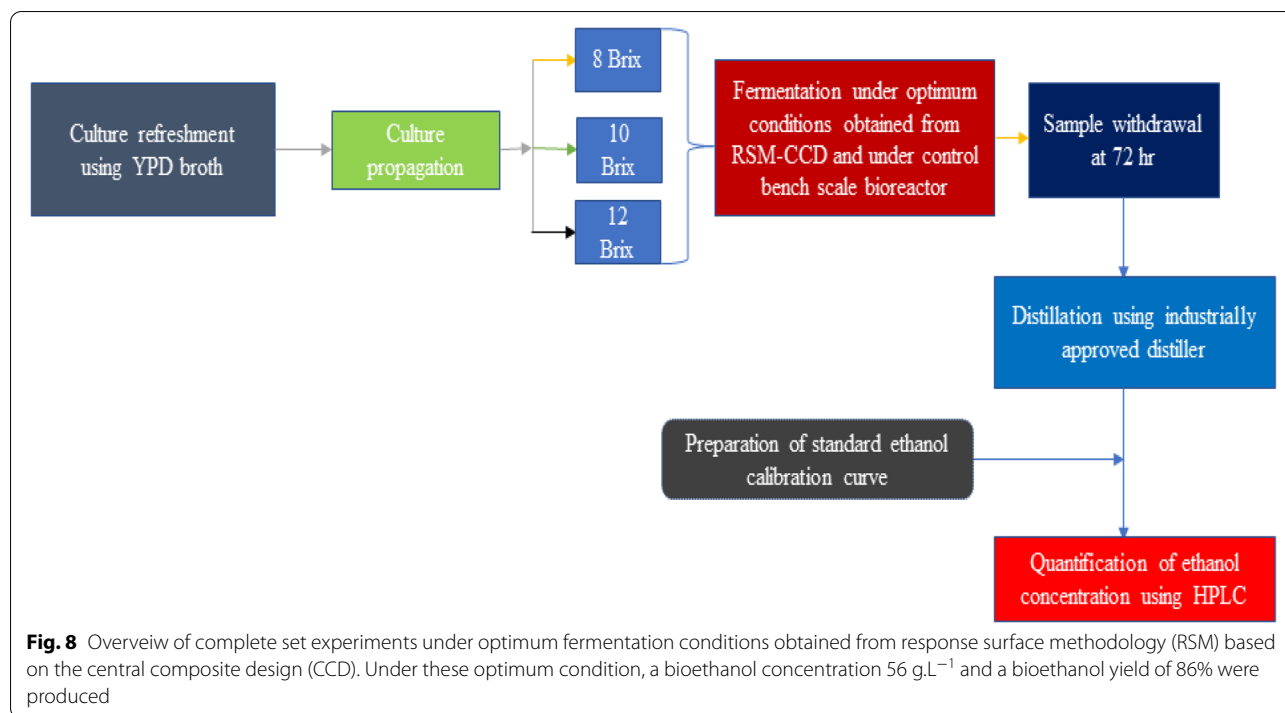 Culture refreshment
using YPD broth
Culture
propagation
8 Brix
10
Brix
12
Brix
Fermentation under optimum
conditions obtained from
RSM-CCD and under control
bench scale bioreactor
Sample withdrawal
at 72 hr
Distillation using industrially
approved distiller
Preparation of standard ethanol
calibration curve
Quantification of ethanol
concentration using HPLC
Fig. 8 Overveiw of complete set experiments under optimum fermentation conditions obtained from response surface methodology (RSM) based
on the central composite design (CCD). Under these optimum condition, a bioethanol concentration 56 g.L−1 and a bioethanol yield of 86% were
produced